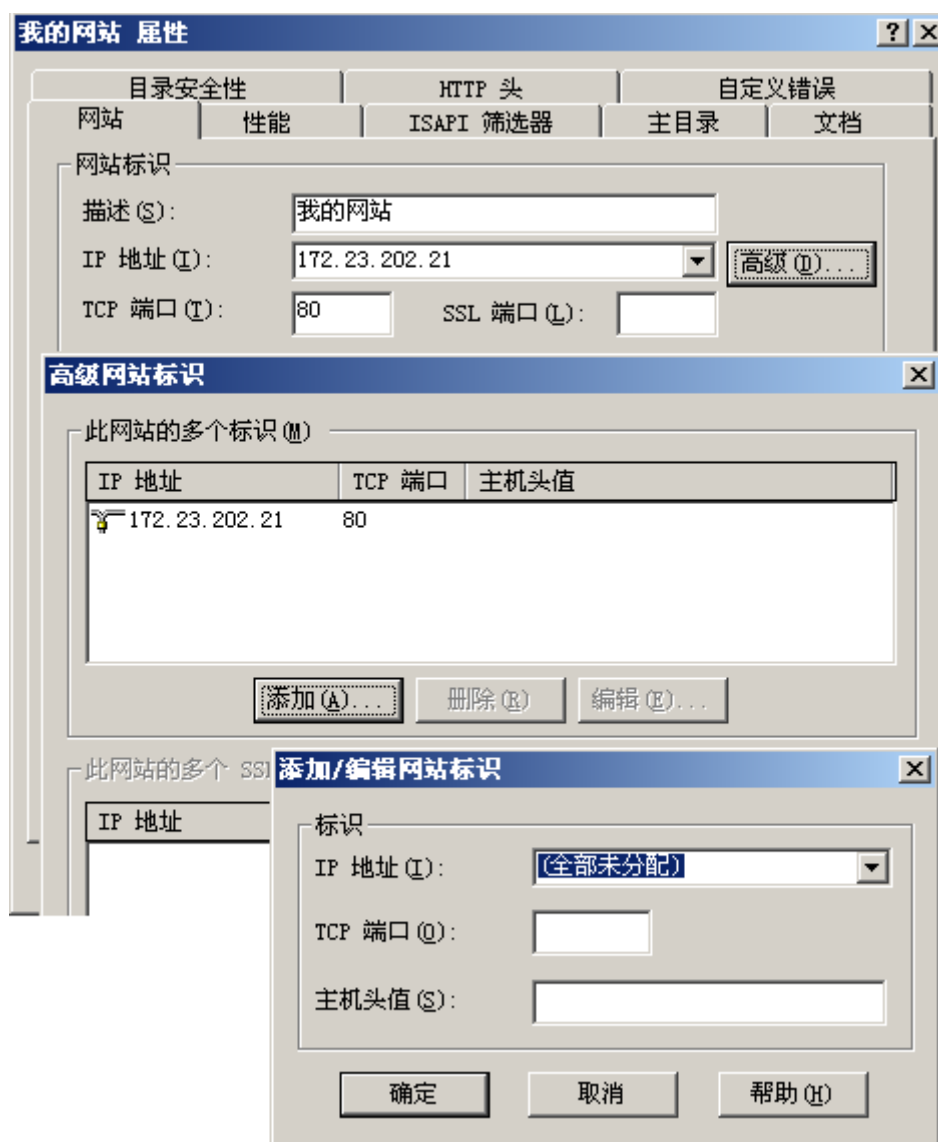 我的网站 属性
目录安全性 HTTP 头 自定义错误
网站 性能 ISAPI 筛选器 主目录 文档
网站标识
描述(S): 我的网站
IP 地址(I): 172.23.202.21 高级(D)...
TCP 端口(T): 80 SSL 端口(L):
高级网站标识
此网站的多个标识(M)
IP 地址 TCP 端口 主机头值
172.23.202.21 80
添加(A)... 删除(R) 编辑(E)...
此网站的多个 SSL
IP 地址
添加/编辑网站标识
标识
IP 地址(I): (全部未分配)
TCP 端口(O):
主机头值(S):
确定 取消 帮助(H)